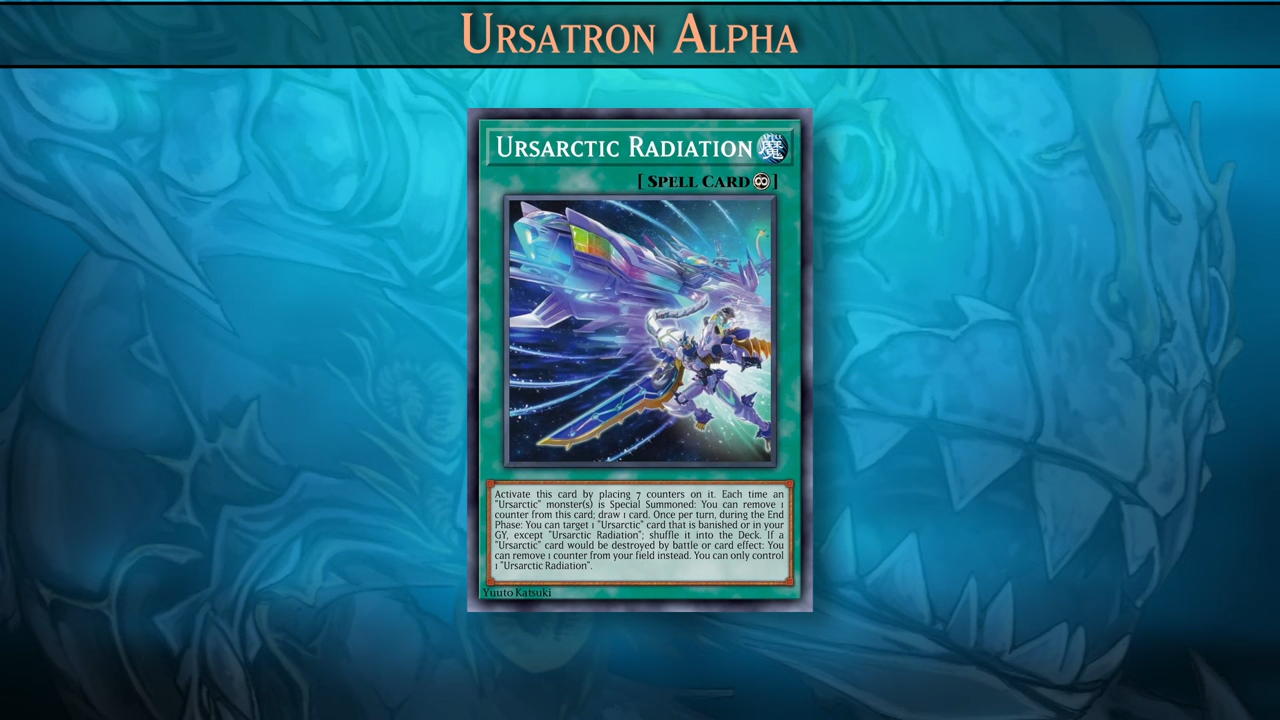 Ursatron Alpha
Ursarctic Radiation
[ Spell Card ]
Activate this card by placing 7 counters on it. Each time an
"Ursarctic" monster(s) is Special Summoned: You can remove 1
counter from this card; draw 1 card. Once per turn, during the End
Phase: You can target 1 "Ursarctic" card that is banished or in your
GY, except "Ursarctic Radiation"; shuffle it into the Deck. If a
"Ursarctic" card would be destroyed by battle or card effect: You
can remove 1 counter from your field instead. You can only control
1 "Ursarctic Radiation".
Yuuto Katsuki